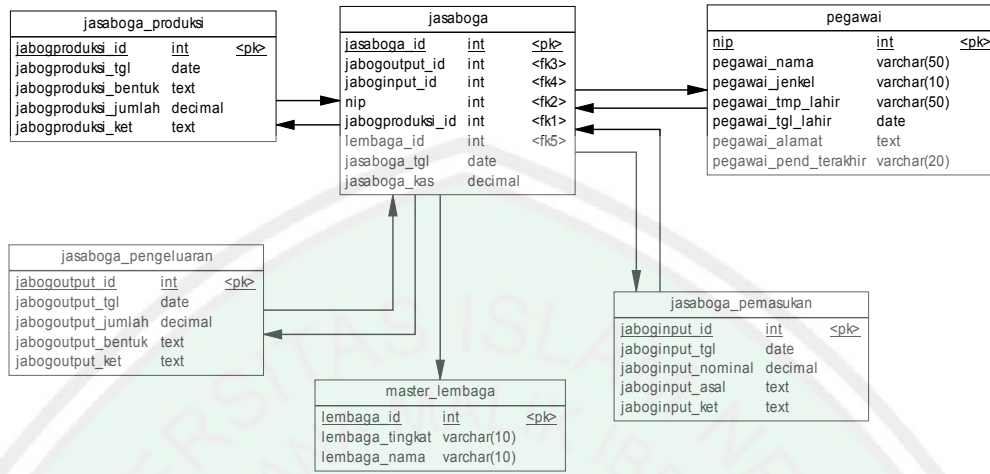 jasaboga_produksi
jabogproduksi_id int <pk>
jabogproduksi_tgl date
jabogproduksi_bentuk text
jabogproduksi_jumlah decimal
jabogproduksi_ket text
jasaboga
jasaboga_id int <pk>
jabogoutput_id int <fk3>
jaboginput_id int <fk4>
nip int <fk2>
jabogproduksi_id int <fk1>
lembaga_id int <fk5>
jasaboga_tgl date
jasaboga_kas decimal
pegawai
nip int <pk>
pegawai_nama varchar(50)
pegawai_jenkel varchar(10)
pegawai_tmp_lahir varchar(50)
pegawai_tgl_lahir date
pegawai_alamat text
pegawai_pend_terakhir varchar(20)
jasaboga_pengeluaran
jabogoutput_id int <pk>
jabogoutput_tgl date
jabogoutput_jumlah decimal
jabogoutput_bentuk text
jabogoutput_ket text
master_lembaga
lembaga_id int <pk>
lembaga_tingkat varchar(10)
lembaga_nama varchar(10)
jasaboga_pemasukan
jaboginput_id int <pk>
jaboginput_tgl date
jaboginput_nominal decimal
jaboginput_asal text
jaboginput_ket text